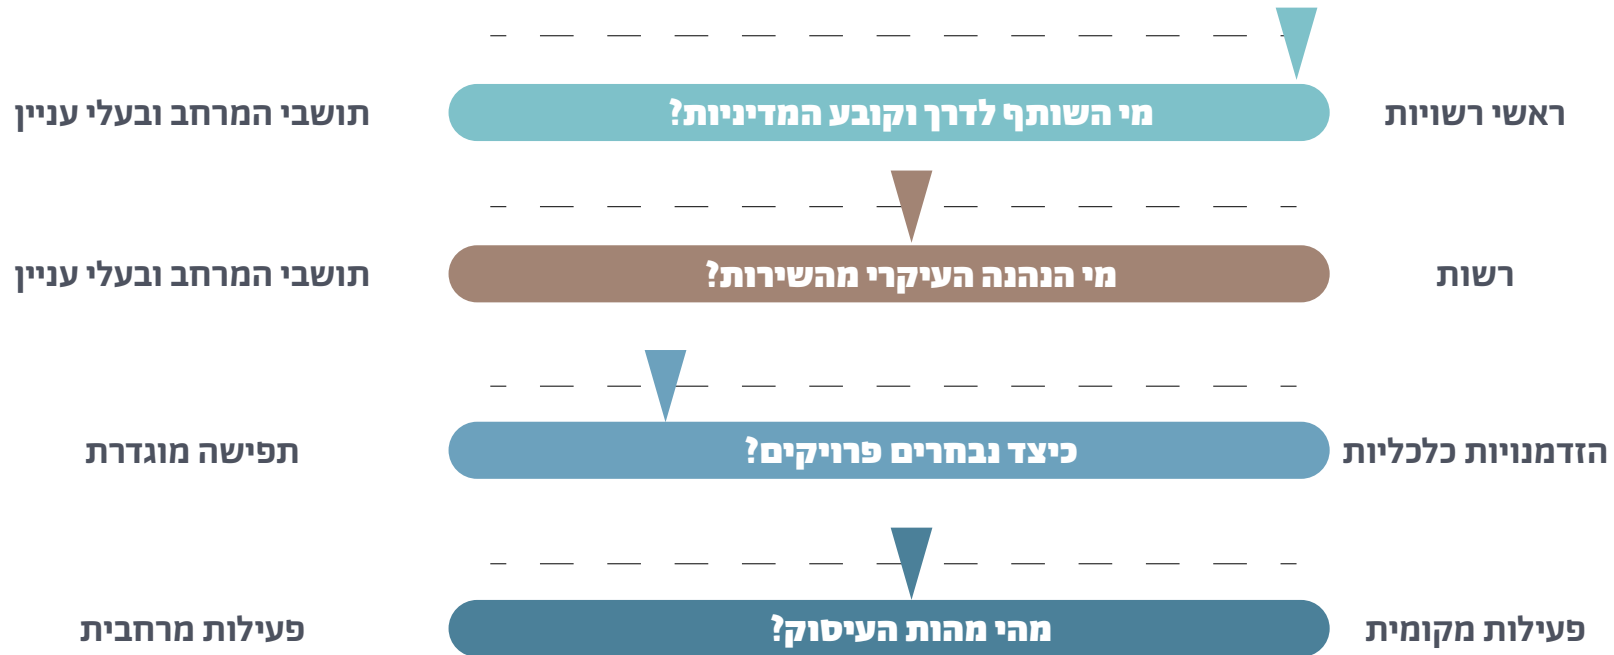 ראשי רשויות
מי השותף לדרך וקובע המדיניות?
תושבי המרחב ובעלי עניין
רשות
מי הנהנה העיקרי מהשירות?
תושבי המרחב ובעלי עניין
הזדמנויות כלכליות
כיצד נבחרים פרויקים?
תפישה מוגדרת
פעילות מקומית
מהי מהות העיסוק?
פעילות מרחבית